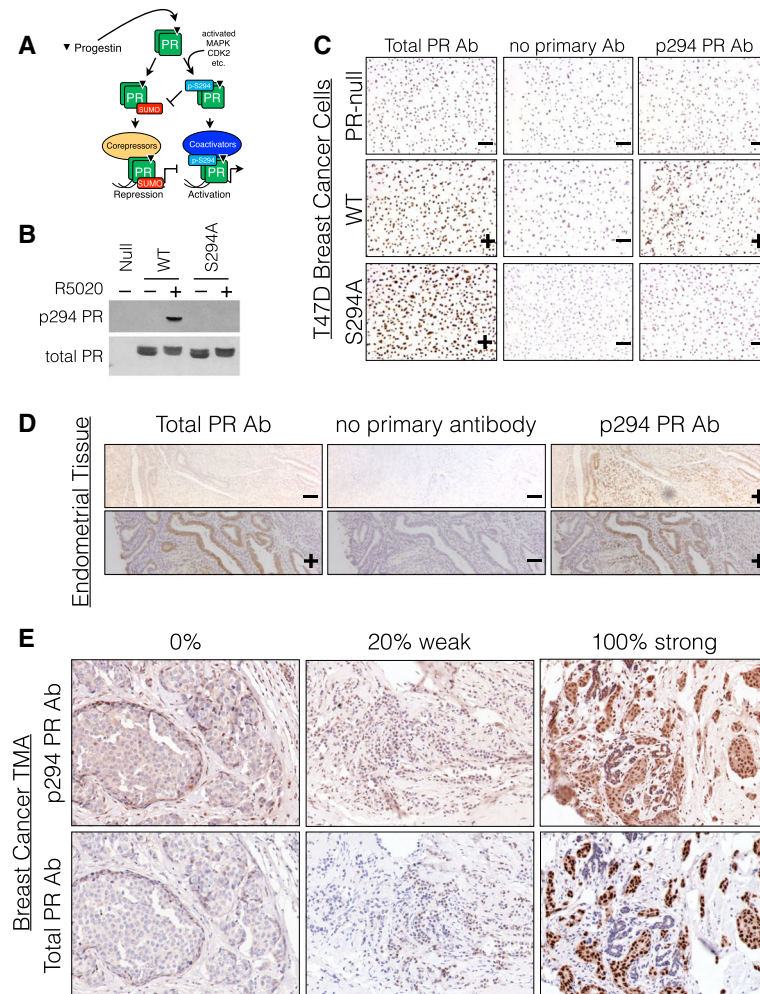 A
▼ Progestin
PR
activated
MAPK
CDK2
etc.
PR
SUMO
p-S294
PR
Corepressors
Coactivators
PR
SUMO
p-S294
PR
Repression
Activation
B
Null
WT
S294A
R5020 − − + − +
p294 PR
total PR
C
Total PR Ab no primary Ab p294 PR Ab
T47D Breast Cancer Cells
PR-null
− − −
WT
+ − +
S294A
+ − −
D
Total PR Ab no primary antibody p294 PR Ab
Endometrial Tissue
− − +
+ − +
E
0% 20% weak 100% strong
Breast Cancer TMA
p294 PR Ab
Total PR Ab